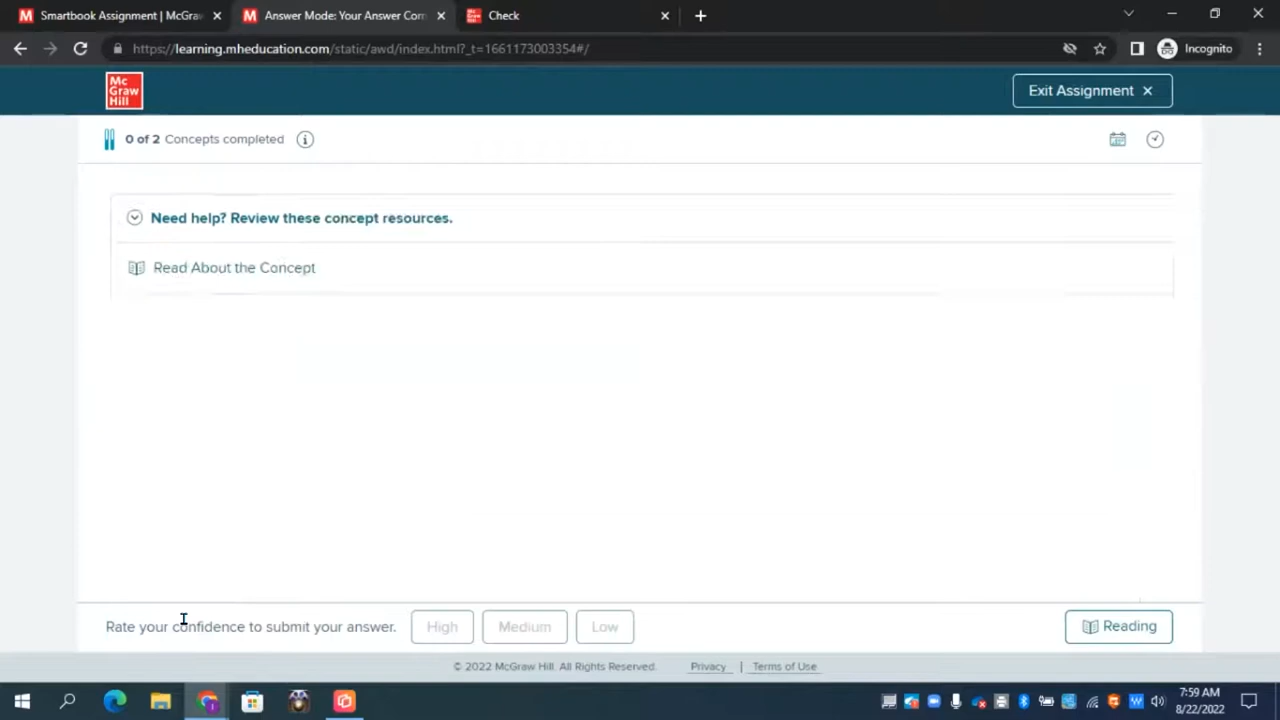 Smartbook Assignment | McGraw
Answer Mode: Your Answer Corr
Check
https://learning.mheducation.com/static/awd/index.html?_t=1661173003354#/
Incognito
Mc
Graw
Hill
Exit Assignment ×
0 of 2 Concepts completed
Need help? Review these concept resources.
Read About the Concept
Rate your confidence to submit your answer.
High
Medium
Low
Reading
© 2022 McGraw Hill. All Rights Reserved.
Privacy | Terms of Use
7:59 AM
8/22/2022